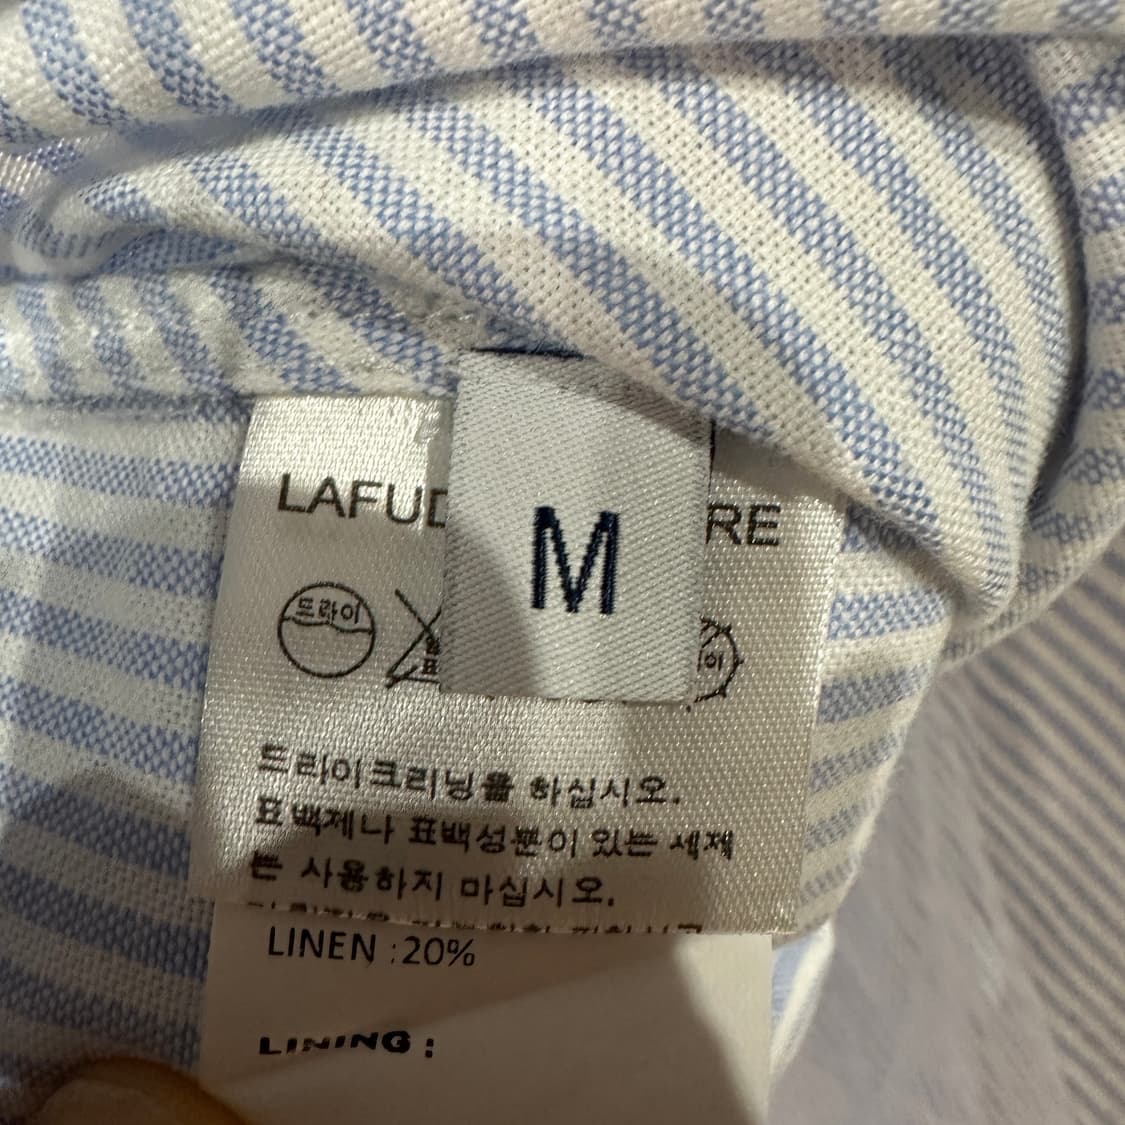 M
RE
드라이
드라이크리닝을 하십시오.
표백제나 표백성분이 있는 세제
는 사용하지 마십시오.
LINEN :20%
LINING :